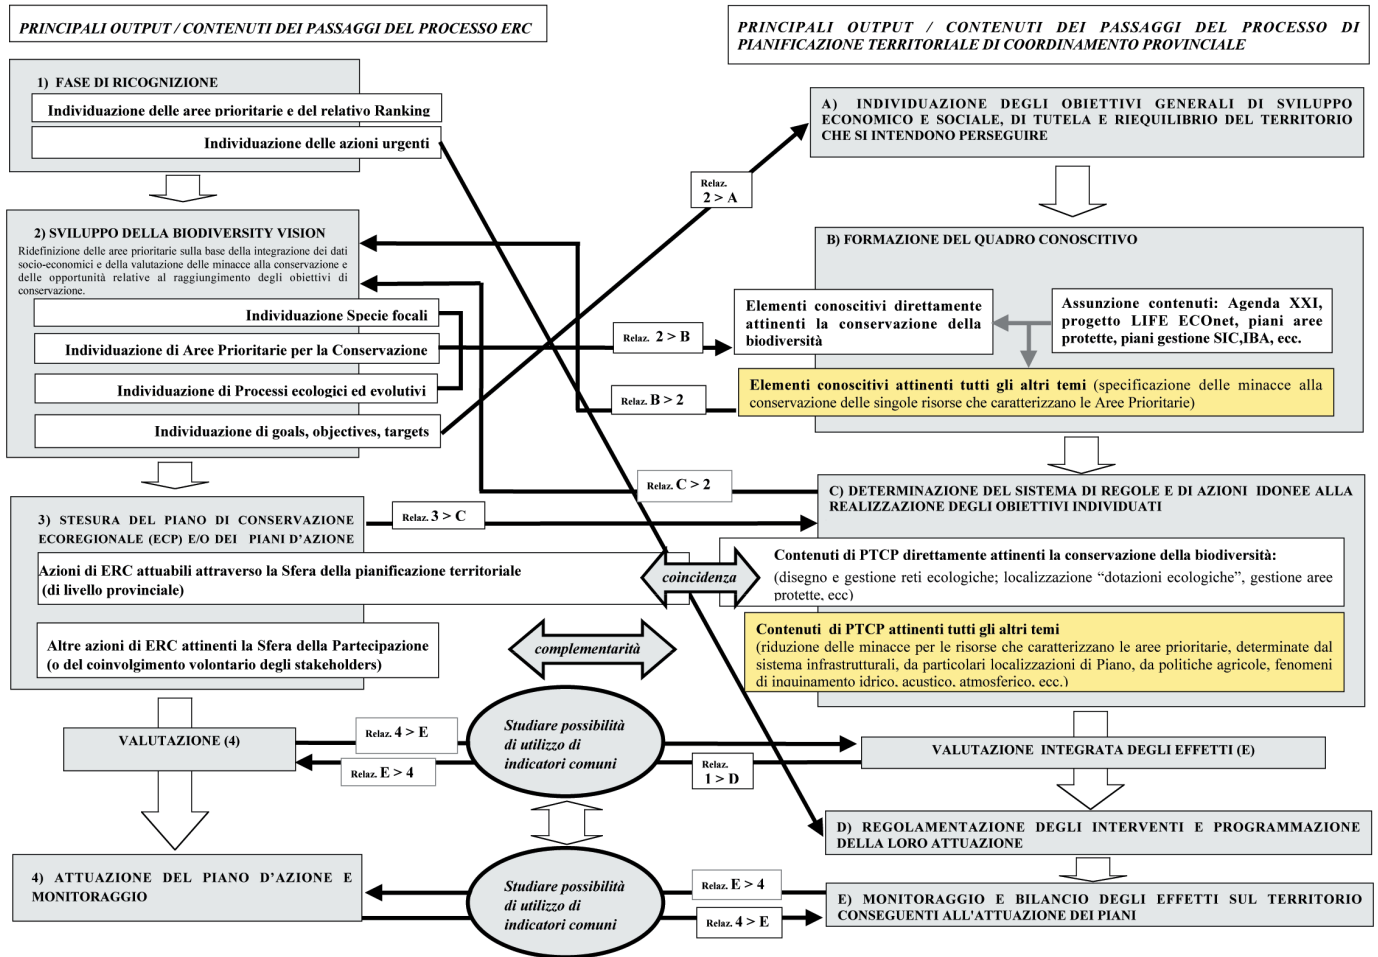 PRINCIPALI OUTPUT / CONTENUTI DEI PASSAGGI DEL PROCESSO ERC
PRINCIPALI OUTPUT / CONTENUTI DEI PASSAGGI DEL PROCESSO DI
PIANIFICAZIONE TERRITORIALE DI COORDINAMENTO PROVINCIALE
1) FASE DI RICOGNIZIONE
Individuazione delle aree prioritarie e del relativo Ranking
Individuazione delle azioni urgenti
A) INDIVIDUAZIONE DEGLI OBIETTIVI GENERALI DI SVILUPPO
ECONOMICO E SOCIALE, DI TUTELA E RIEQUILIBRIO DEL TERRITORIO
CHE SI INTENDONO PERSEGUIRE
Relaz.
2 > A
2) SVILUPPO DELLA BIODIVERSITY VISION
Ridefinizione delle aree prioritarie sulla base della integrazione dei dati
socio-economici e della valutazione delle minacce alla conservazione e
delle opportunità relative al raggiungimento degli obiettivi di
conservazione.
Individuazione Specie focali
Individuazione di Aree Prioritarie per la Conservazione
Individuazione di Processi ecologici ed evolutivi
Individuazione di goals, objectives, targets
B) FORMAZIONE DEL QUADRO CONOSCITIVO
Elementi conoscitivi direttamente
attinenti la conservazione della
biodiversità
Assunzione contenuti: Agenda XXI,
progetto LIFE ECOnet, piani aree
protette, piani gestione SIC,IBA, ecc.
Relaz. 2 > B
Relaz. B > 2
Elementi conoscitivi attinenti tutti gli altri temi (specificazione delle minacce alla
conservazione delle singole risorse che caratterizzano le Aree Prioritarie)
Relaz. C > 2
3) STESURA DEL PIANO DI CONSERVAZIONE
ECOREGIONALE (ECP) E/O DEI PIANI D'AZIONE
Relaz. 3 > C
C) DETERMINAZIONE DEL SISTEMA DI REGOLE E DI AZIONI IDONEE ALLA
REALIZZAZIONE DEGLI OBIETTIVI INDIVIDUATI
Azioni di ERC attuabili attraverso la Sfera della pianificazione territoriale
(di livello provinciale)
coincidenza
Contenuti di PTCP direttamente attinenti la conservazione della biodiversità:
(disegno e gestione reti ecologiche; localizzazione “dotazioni ecologiche”, gestione aree
protette, ecc)
Altre azioni di ERC attinenti la Sfera della Partecipazione
(o del coinvolgimento volontario degli stakeholders)
complementarità
Contenuti di PTCP attinenti tutti gli altri temi
(riduzione delle minacce per le risorse che caratterizzano le aree prioritarie, determinate dal
sistema infrastrutturali, da particolari localizzazioni di Piano, da politiche agricole, fenomeni
di inquinamento idrico, acustico, atmosferico, ecc.)
VALUTAZIONE (4)
Relaz. 4 > E
Relaz. E > 4
Studiare possibilità
di utilizzo di
indicatori comuni
Relaz.
1 > D
VALUTAZIONE INTEGRATA DEGLI EFFETTI (E)
D) REGOLAMENTAZIONE DEGLI INTERVENTI E PROGRAMMAZIONE
DELLA LORO ATTUAZIONE
4) ATTUAZIONE DEL PIANO D'AZIONE E
MONITORAGGIO
Studiare possibilità
di utilizzo di
indicatori comuni
Relaz. E > 4
Relaz. 4 > E
E) MONITORAGGIO E BILANCIO DEGLI EFFETTI SUL TERRITORIO
CONSEGUENTI ALL'ATTUAZIONE DEI PIANI